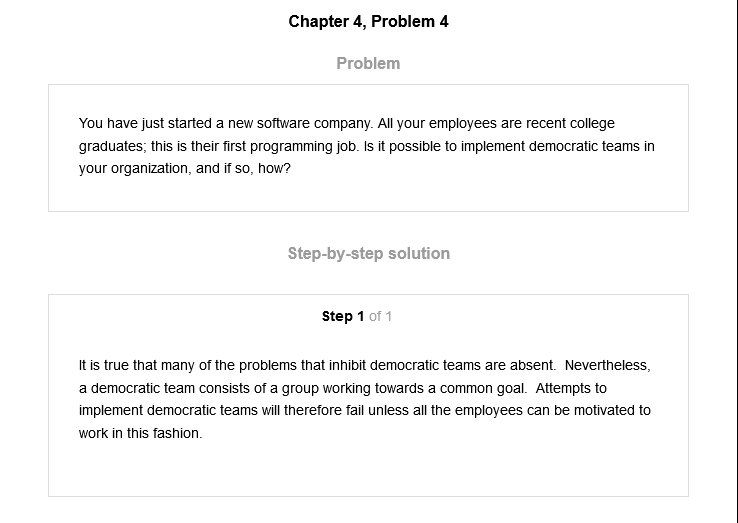 Chapter 4, Problem 4
Problem
You have just started a new software company. All your employees are recent college
graduates; this is their first programming job. Is it possible to implement democratic teams in
your organization, and if so, how?
Step-by-step solution
Step 1 of 1
It is true that many of the problems that inhibit democratic teams are absent.  Nevertheless,
a democratic team consists of a group working towards a common goal.  Attempts to
implement democratic teams will therefore fail unless all the employees can be motivated to
work in this fashion.